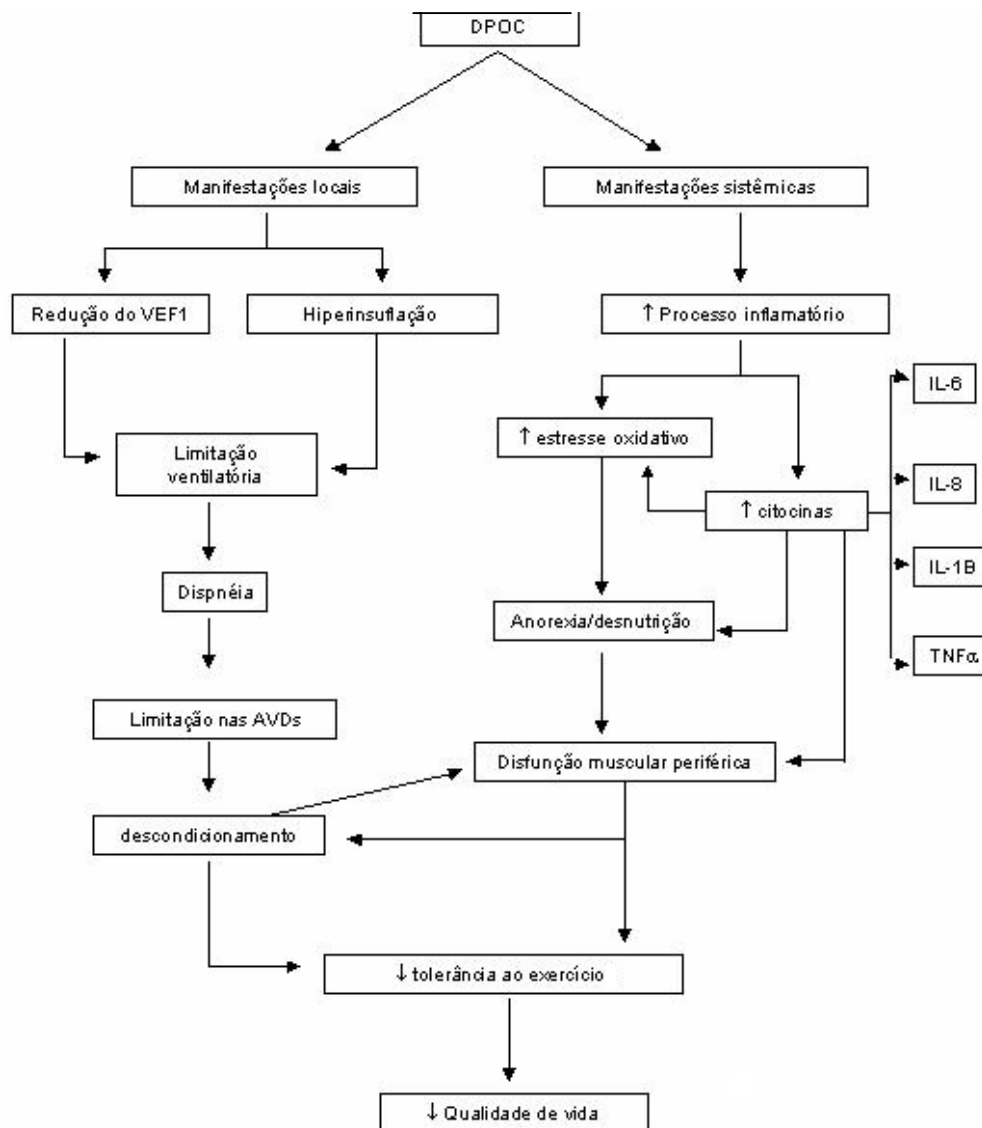 DPOC
Manifestações locais
Manifestações sistêmicas
Redução do VEF1
Hiperinsuflação
↑ Processo inflamatório
IL-6
↑ estresse oxidativo
Limitação
ventilatória
IL-8
↑ citocinas
IL-1B
Dispnéia
Anorexia/desnutrição
TNFα
Limitação nas AVDs
Disfunção muscular periférica
descondicionamento
↓ tolerância ao exercício
↓ Qualidade de vida